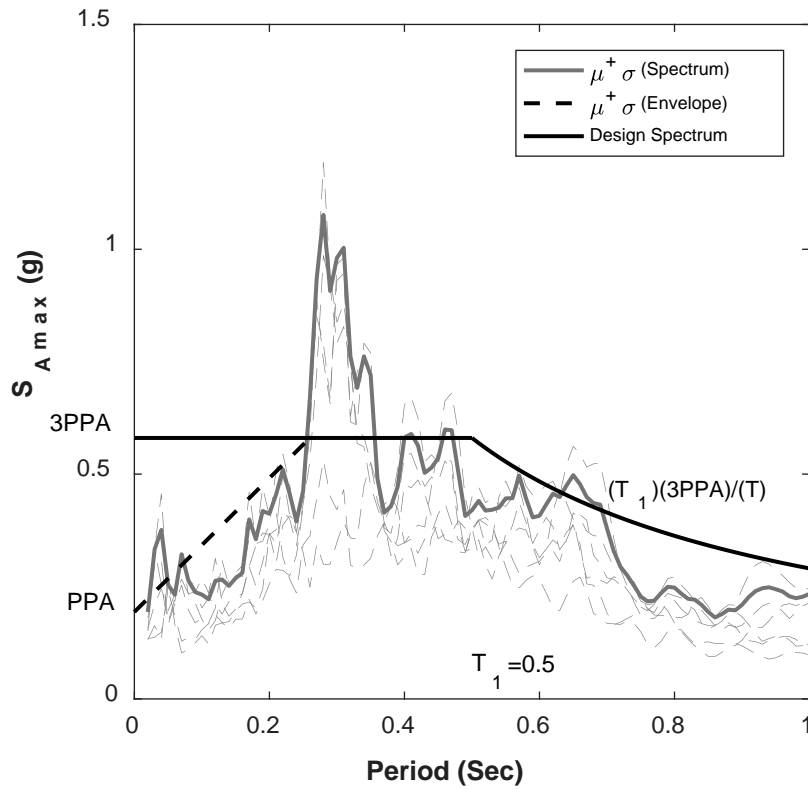 1.5
μ + σ (Spectrum)
μ + σ (Envelope)
Design Spectrum
1
S A max (g)
3PPA
0.5
(T 1)(3PPA)/(T)
PPA
T 1 =0.5
0
0 0.2 0.4 0.6 0.8 1
Period (Sec)